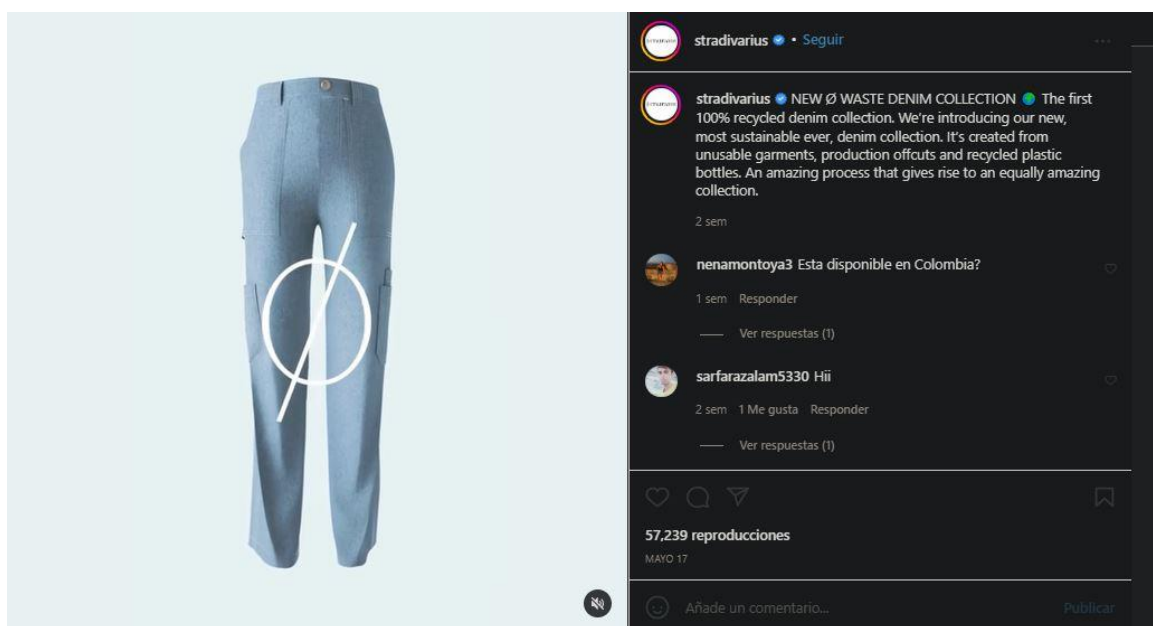 stradivarius • Seguir
stradivarius NEW Ø WASTE DENIM COLLECTION 🌍 The first
100% recycled denim collection. We're introducing our new,
most sustainable ever, denim collection. It's created from
unusable garments, production offcuts and recycled plastic
bottles. An amazing process that gives rise to an equally amazing
collection.
2 sem
nenamontoya3 Esta disponible en Colombia?
1 sem Responder
Ver respuestas (1)
sarfarazalam5330 Hii
2 sem 1 Me gusta Responder
Ver respuestas (1)
57,239 reproducciones
MAYO 17
Añade un comentario...
Publicar